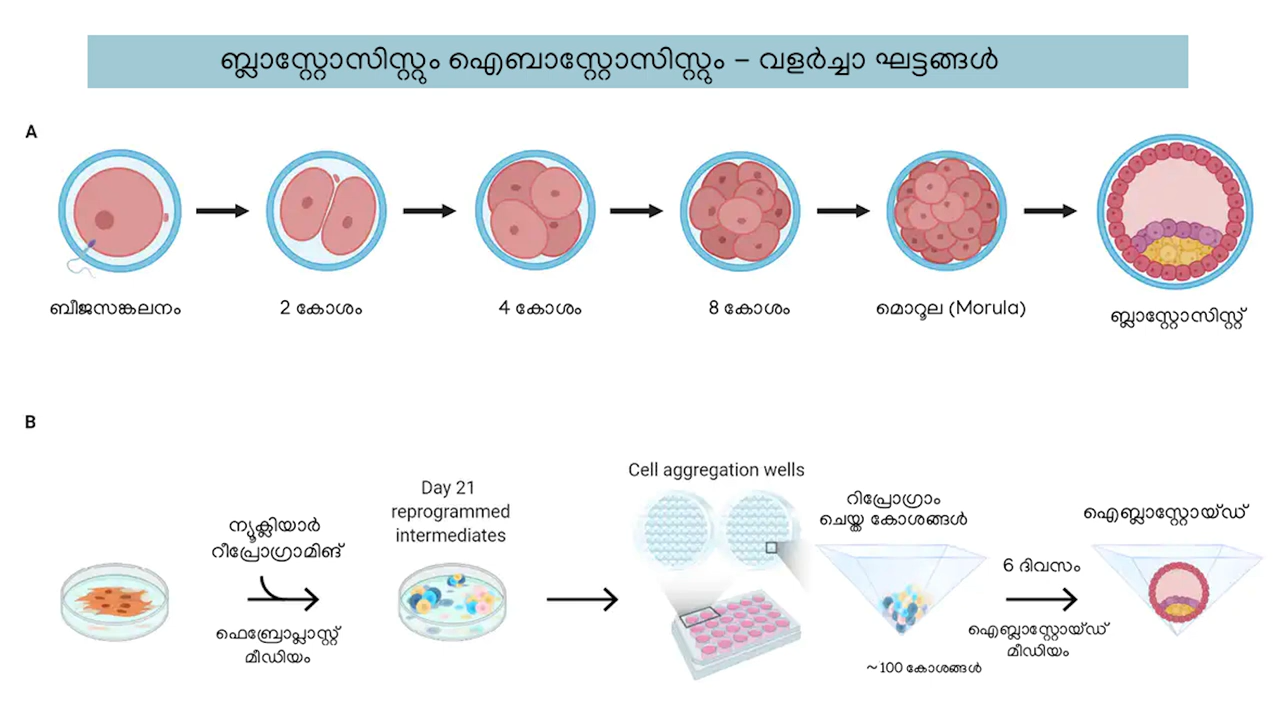 ബ്ലാസ്റ്റോസിസ്റ്റും ഐബാസ്റ്റോസിസ്റ്റും – വളർച്ചാ ഘട്ടങ്ങൾ
A
ബീജസങ്കലനം
2 കോശം
4 കോശം
8 കോശം
മൊറൂല (Morula)
ബ്ലാസ്റ്റോസിസ്റ്റ്
B
ന്യൂക്ലിയാർ
റീപ്രോഗ്രാമിങ്
ഫെബ്രോപ്ലാസ്റ്റ്
മീഡിയം
Day 21
reprogrammed
intermediates
Cell aggregation wells
റിപ്രോഗ്രാം
ചെയ്ത കോശങ്ങൾ
~100 കോശങ്ങൾ
6 ദിവസം
ഐബ്ലാസ്റ്റോയ്ഡ്
മീഡിയം
ഐബ്ലാസ്റ്റോയ്ഡ്